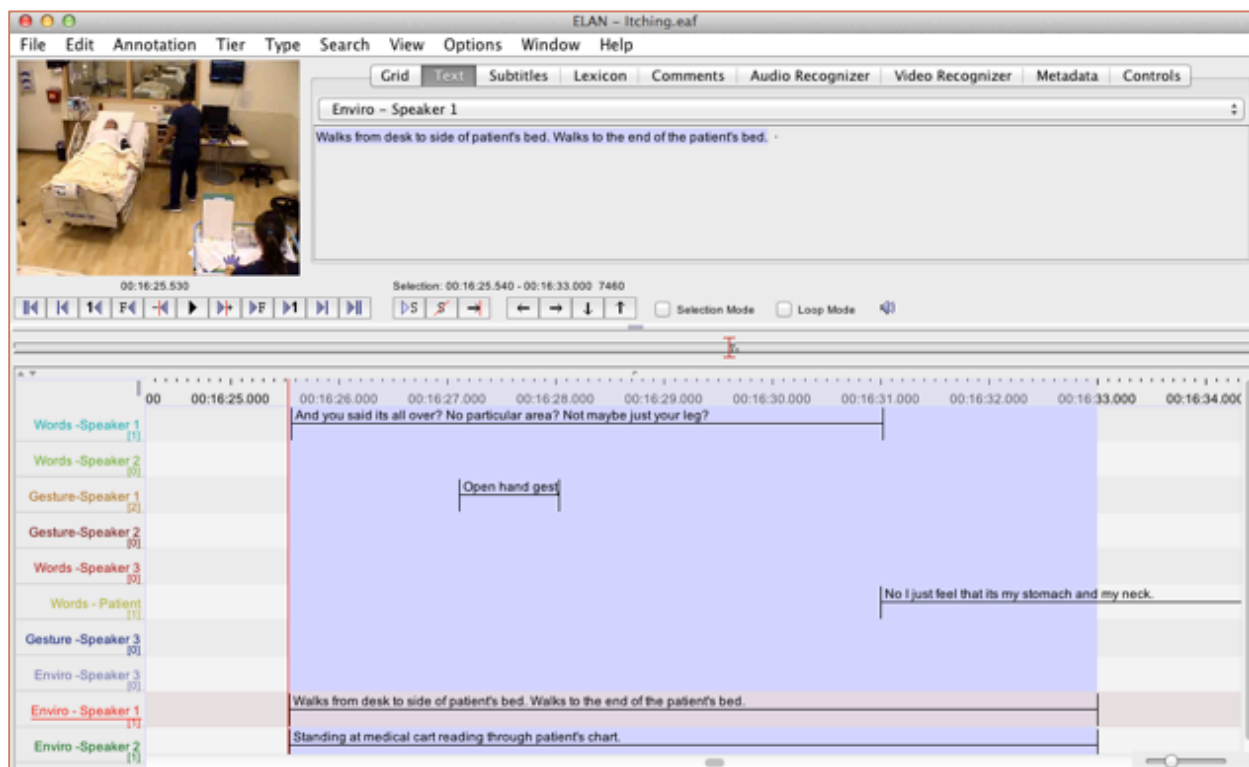 ELAN – Itching.eaf
File Edit Annotation Tier Type Search View Options Window Help
Grid Text Subtitles Lexicon Comments Audio Recognizer Video Recognizer Metadata Controls
Enviro – Speaker 1
Walks from desk to side of patient's bed. Walks to the end of the patient's bed.
00:16:25.530
Selection: 00:16:25.540 - 00:16:33.000 7460
1 F F 1 S S Selection Mode Loop Mode
00 00:16:25.000 00:16:26.000 00:16:27.000 00:16:28.000 00:16:29.000 00:16:30.000 00:16:31.000 00:16:32.000 00:16:33.000 00:16:34.000
Words -Speaker 1 And you said its all over? No particular area? Not maybe just your leg?
[1]
Words -Speaker 2
[0]
Gesture-Speaker 1 Open hand gest
[2]
Gesture-Speaker 2
[0]
Words -Speaker 3
[0]
Words - Patient No I just feel that its my stomach and my neck.
[1]
Gesture -Speaker 3
[0]
Enviro -Speaker 3
[0]
Enviro - Speaker 1 Walks from desk to side of patient's bed. Walks to the end of the patient's bed.
[1]
Enviro -Speaker 2 Standing at medical cart reading through patient's chart.
[1]